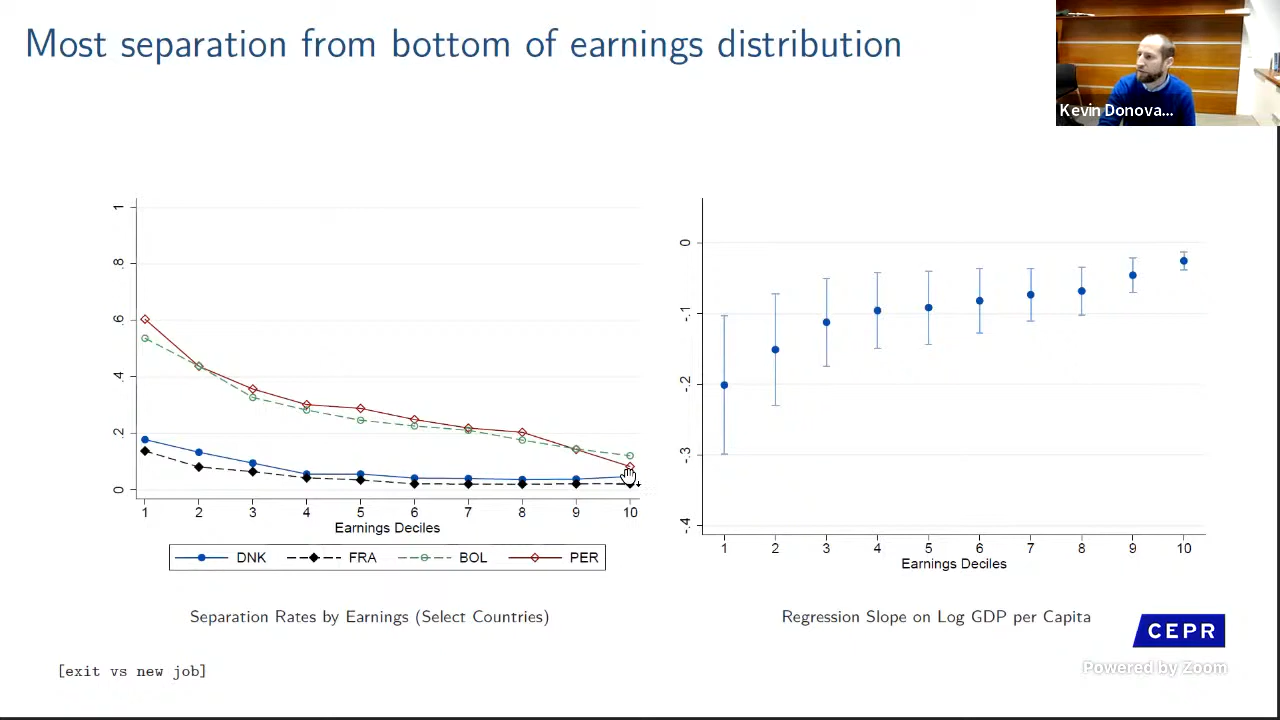 Most separation from bottom of earnings distribution
Kevin Donova...
1
.8
.6
.4
.2
0
1 2 3 4 5 6 7 8 9 10
Earnings Deciles
DNK FRA BOL PER
Separation Rates by Earnings (Select Countries)
0
-.1
-.2
-.3
-.4
1 2 3 4 5 6 7 8 9 10
Earnings Deciles
Regression Slope on Log GDP per Capita
CEPR
Powered by Zoom
[exit vs new job]